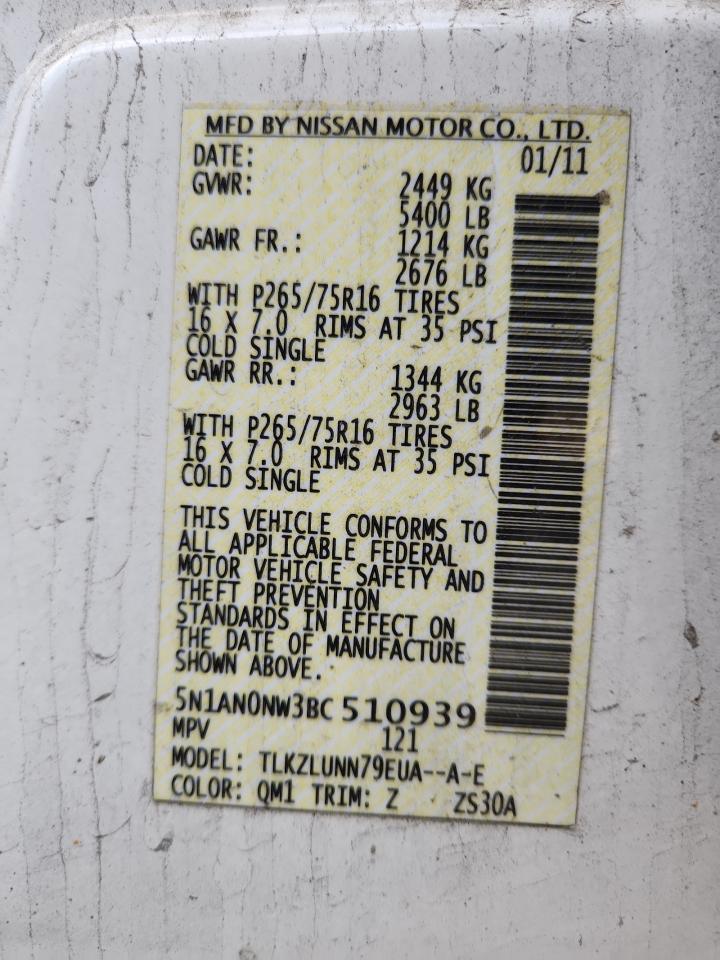 MFD BY NISSAN MOTOR CO., LTD.
DATE: 01/11
GVWR: 2449 KG
5400 LB
GAWR FR.: 1214 KG
2676 LB
WITH P265/75R16 TIRES
16 X 7.0 RIMS AT 35 PSI
COLD SINGLE
GAWR RR.: 1344 KG
2963 LB
WITH P265/75R16 TIRES
16 X 7.0 RIMS AT 35 PSI
COLD SINGLE
THIS VEHICLE CONFORMS TO
ALL APPLICABLE FEDERAL
MOTOR VEHICLE SAFETY AND
THEFT PREVENTION
STANDARDS IN EFFECT ON
THE DATE OF MANUFACTURE
SHOWN ABOVE.
5N1AN0NW3BC510939
MPV 121
MODEL: TLKZLUNN79EUA--A-E
COLOR: QM1 TRIM: Z ZS30A